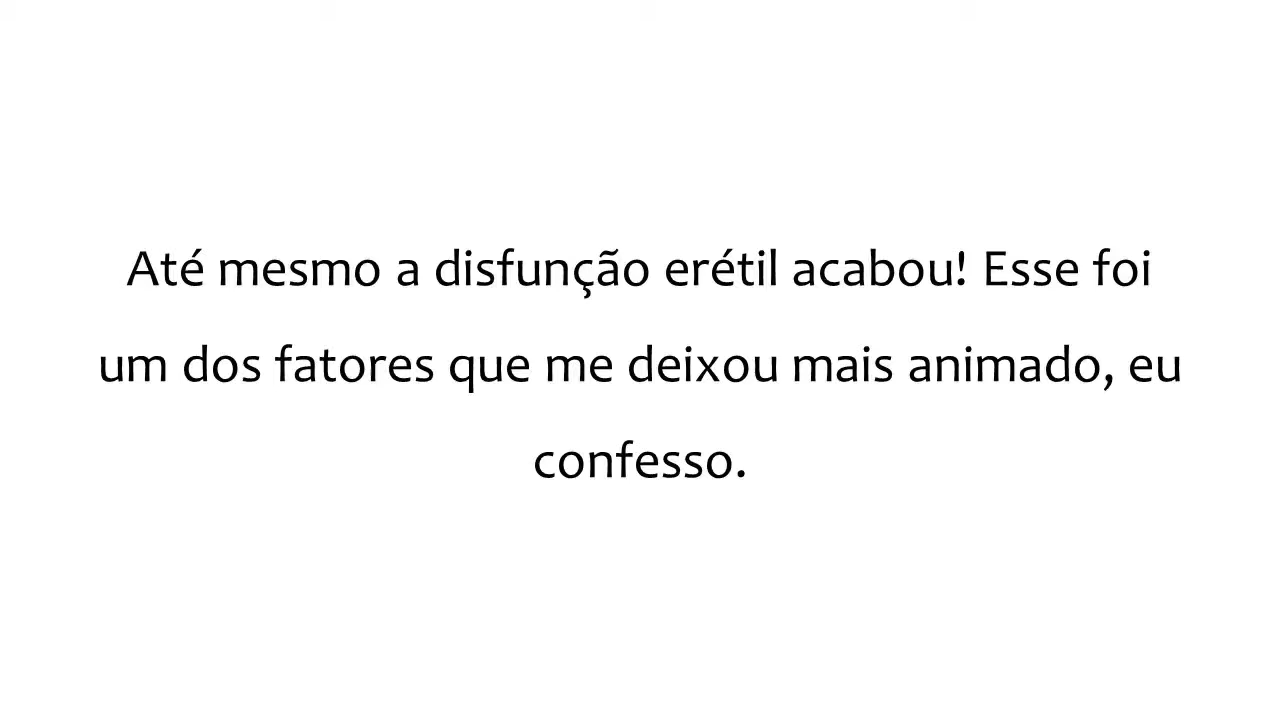 Até mesmo a disfunção erétil acabou! Esse foi
um dos fatores que me deixou mais animado, eu
confesso.